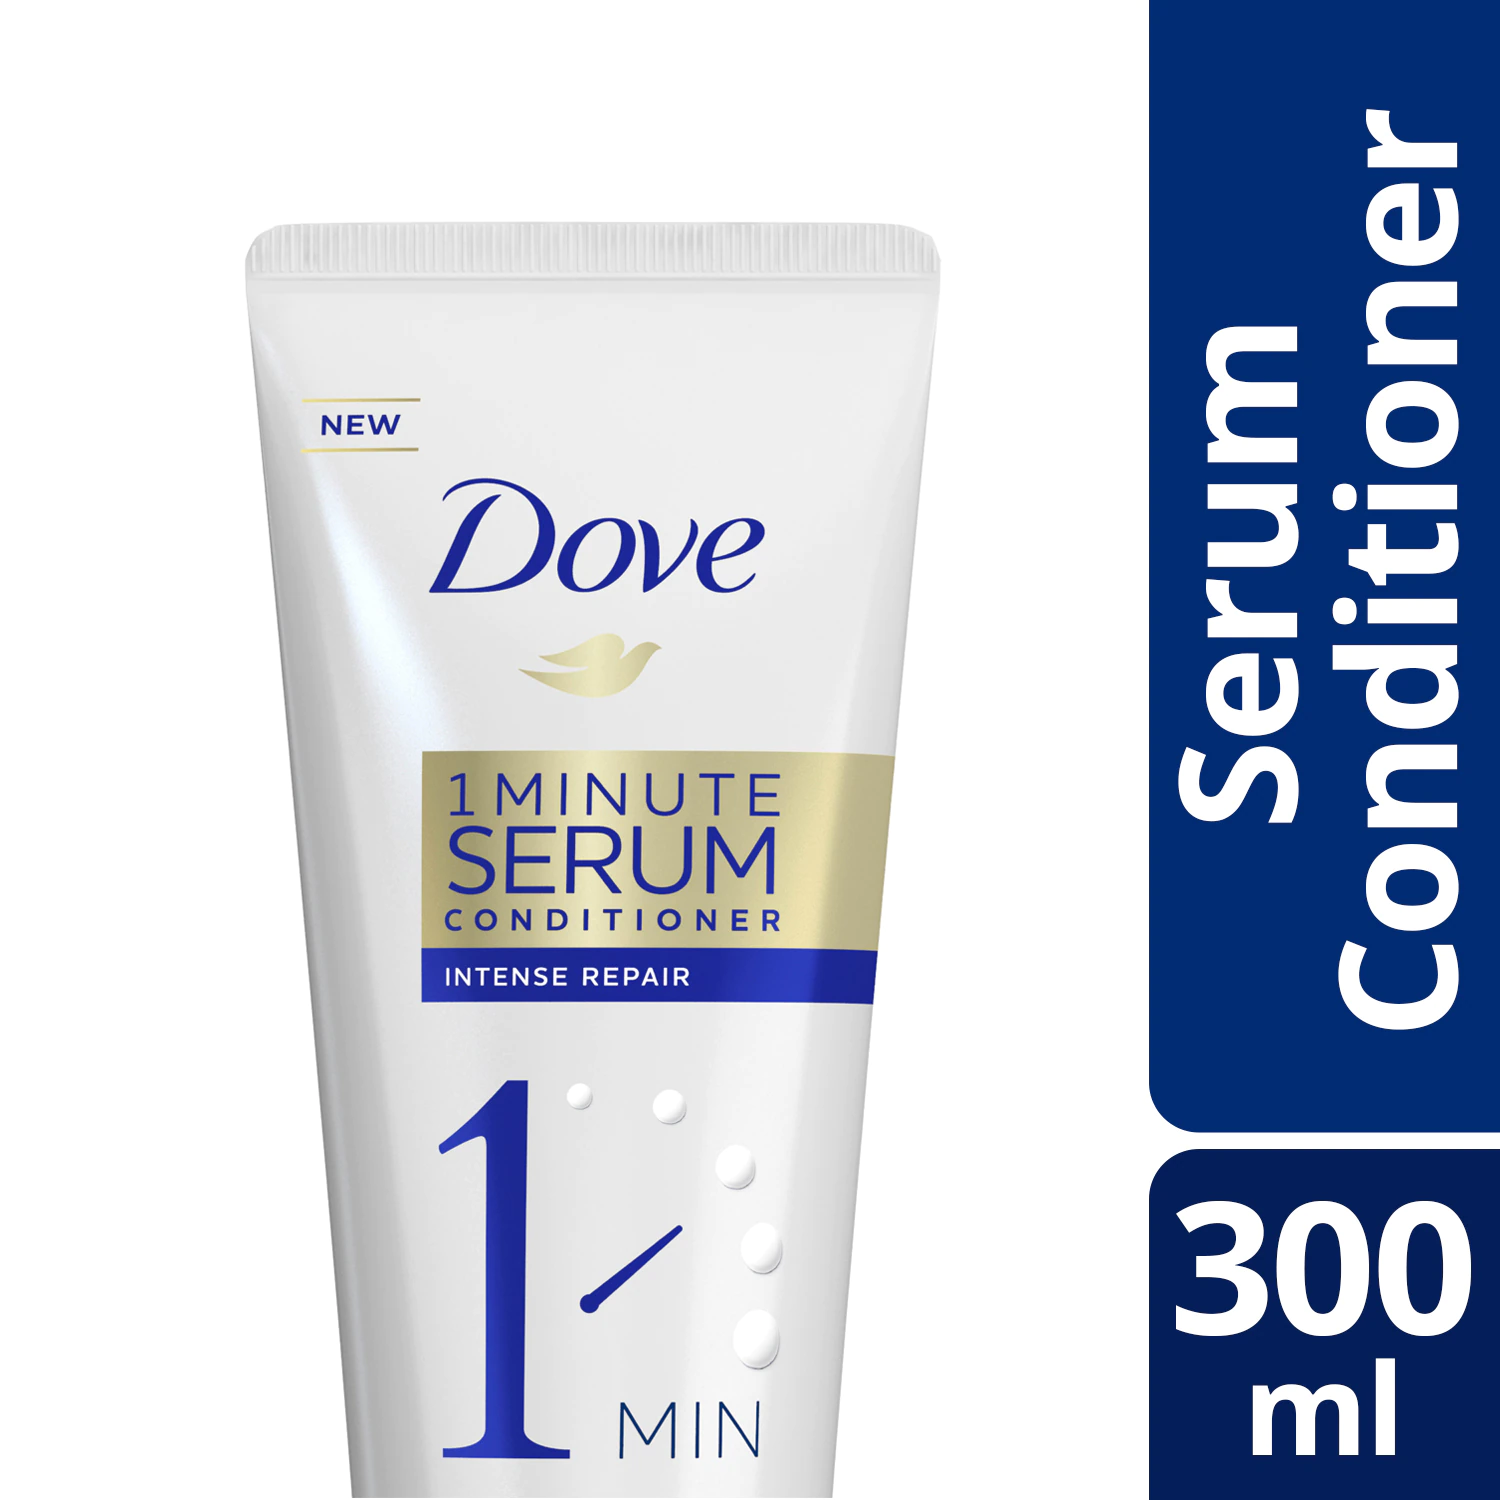 NEW
Dove
1 MINUTE
SERUM
CONDITIONER
INTENSE REPAIR
1 MIN
Serum
Conditioner
300
ml